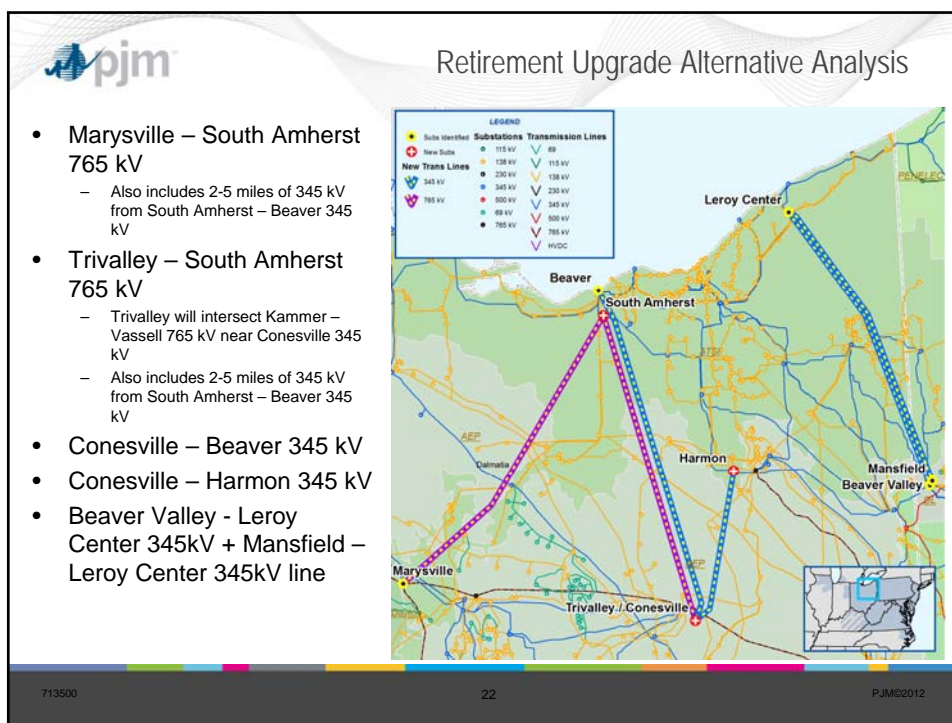 pjm
Retirement Upgrade Alternative Analysis
• Marysville – South Amherst
765 kV
– Also includes 2-5 miles of 345 kV
from South Amherst – Beaver 345
kV
• Trivalley – South Amherst
765 kV
– Trivalley will intersect Kammer –
Vassell 765 kV near Conesville 345
kV
– Also includes 2-5 miles of 345 kV
from South Amherst – Beaver 345
kV
• Conesville – Beaver 345 kV
• Conesville – Harmon 345 kV
• Beaver Valley - Leroy
Center 345kV + Mansfield –
Leroy Center 345kV line
LEGEND
Subs Identified
New Subs
New Trans Lines
345 kV
765 kV
Substations
115 kV
138 kV
230 kV
345 kV
500 kV
69 kV
765 kV
Transmission Lines
69
115 kV
138 kV
230 kV
345 kV
500 kV
765 kV
HVDC
PENELEC
Leroy Center
Beaver
South Amherst
ATSI
AEP
Dalmatia
Harmon
Mansfield
Beaver Valley
AEP
Marysville
Dayton
Trivalley / Conesville
713500
22
PJM©2012